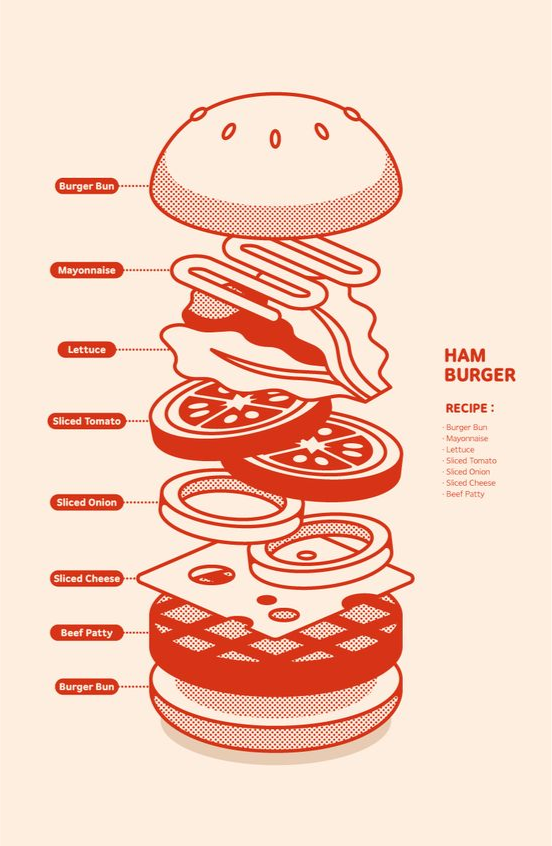 Burger Bun
Mayonnaise
Lettuce
Sliced Tomato
Sliced Onion
Sliced Cheese
Beef Patty
Burger Bun
HAM
BURGER
RECIPE :
· Burger Bun
· Mayonnaise
· Lettuce
· Sliced Tomato
· Sliced Onion
· Sliced Cheese
· Beef Patty